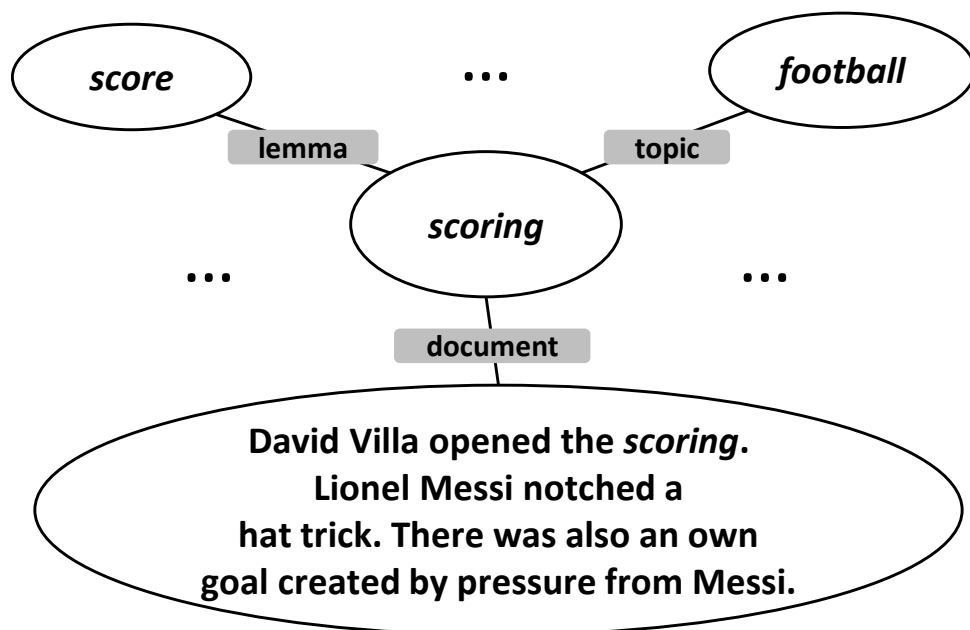 score
...
football
lemma
topic
scoring
...
...
document
David Villa opened the scoring.
Lionel Messi notched a
hat trick. There was also an own
goal created by pressure from Messi.